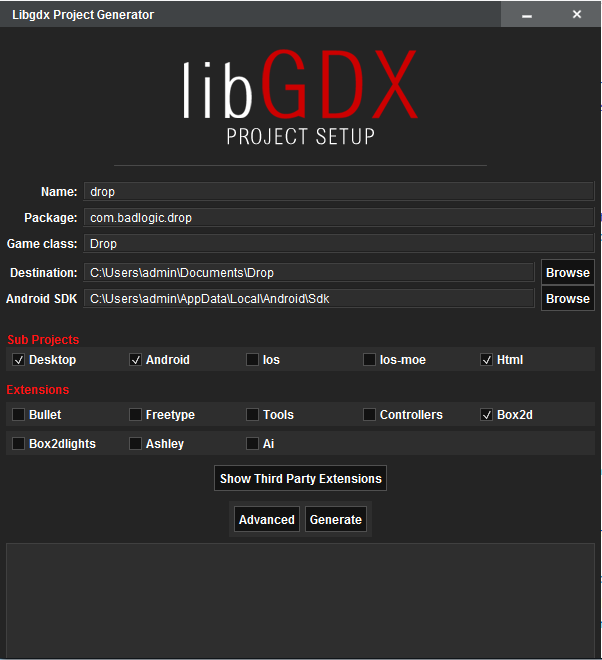 Libgdx Project Generator
libGDX
PROJECT SETUP
Name: drop
Package: com.badlogic.drop
Game class: Drop
Destination: C:\Users\admin\Documents\Drop Browse
Android SDK C:\Users\admin\AppData\Local\Android\Sdk Browse
Sub Projects
Desktop Android Ios Ios-moe Html
Extensions
Bullet Freetype Tools Controllers Box2d
Box2dlights Ashley Ai
Show Third Party Extensions
Advanced Generate